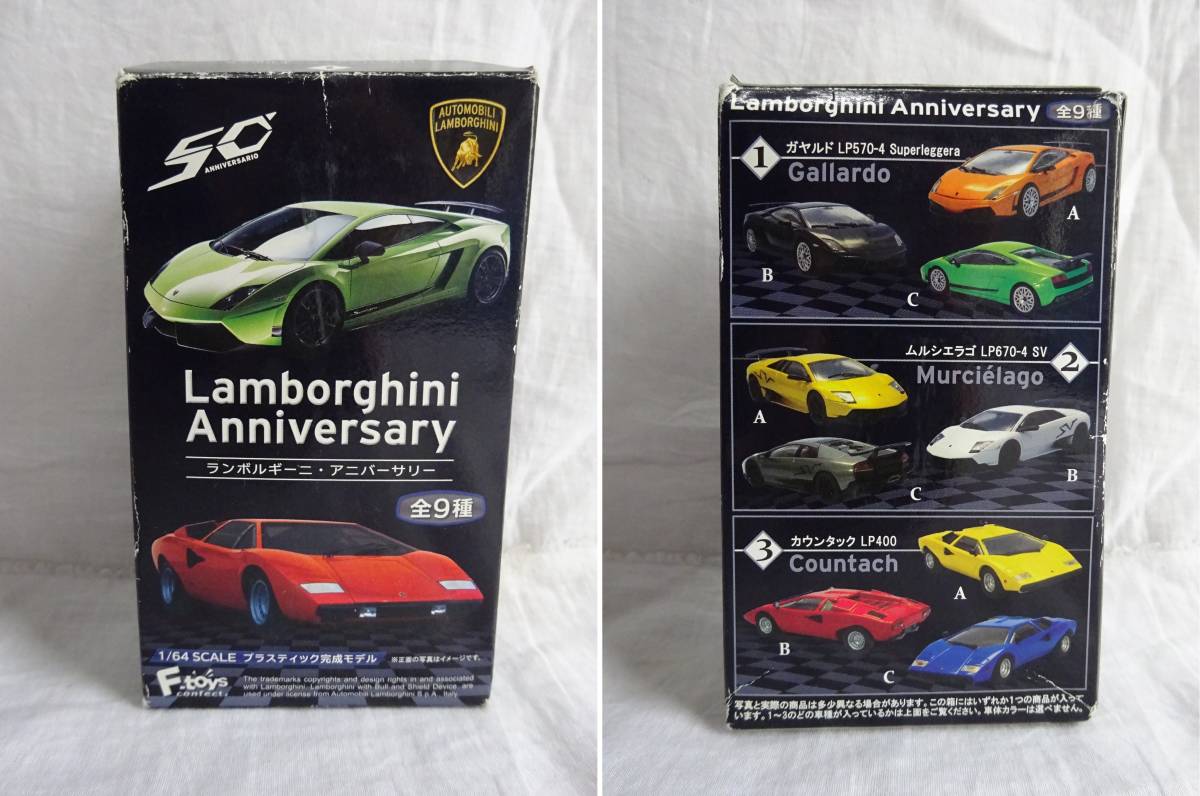 50
ANNIVERSARIO
AUTOMOBILI
LAMBORGHINI
Lamborghini
Anniversary
ランボルギーニ・アニバーサリー
全9種
1/64 SCALE プラスティック完成モデル ※正面の写真はイメージです。
F-toys
confect.
The trademarks copyrights and design rights in and associated
with Lamborghini, Lamborghini with Bull and Shield Device, are
used under license from Automobili Lamborghini S.p.A. Italy.
Lamborghini Anniversary 全9種
1 ガヤルド LP570-4 Superleggera
Gallardo
A
B
C
ムルシエラゴ LP670-4 SV 2
Murciélago
A
B
C
3 カウンタック LP400
Countach
A
B
C
写真と実際の商品は多少異なる場合があります。この箱にはいずれか1つの商品が入って
います。1〜3のどの車種が入っているかは上面をご覧ください。車体カラーは選べません。